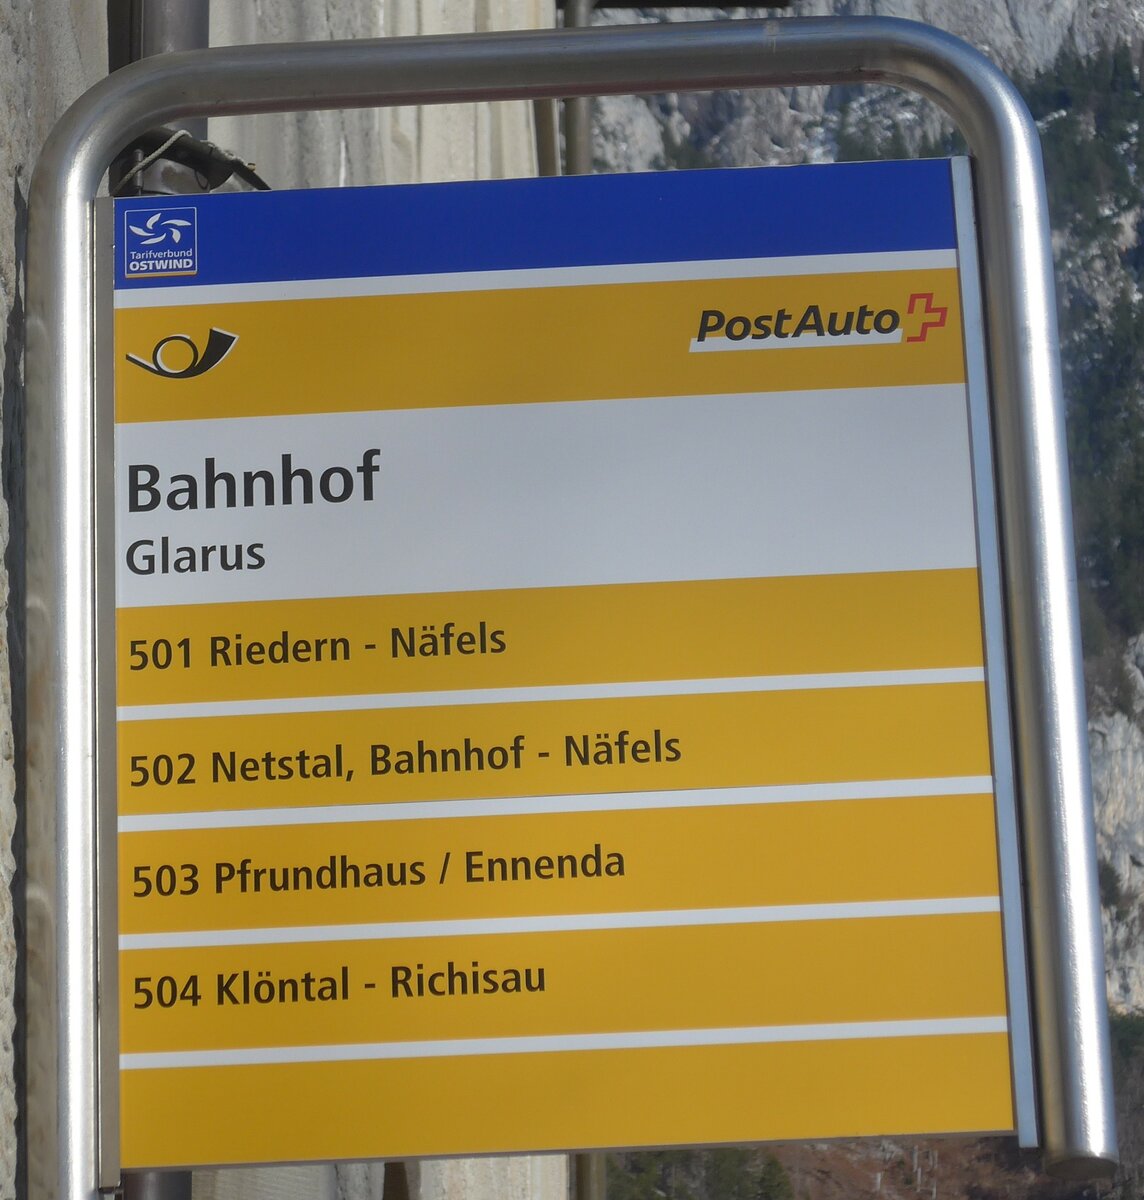 Tarifverbund
OSTWIND
PostAuto
Bahnhof
Glarus
501 Riedern - Näfels
502 Netstal, Bahnhof - Näfels
503 Pfrundhaus / Ennenda
504 Klöntal - Richisau